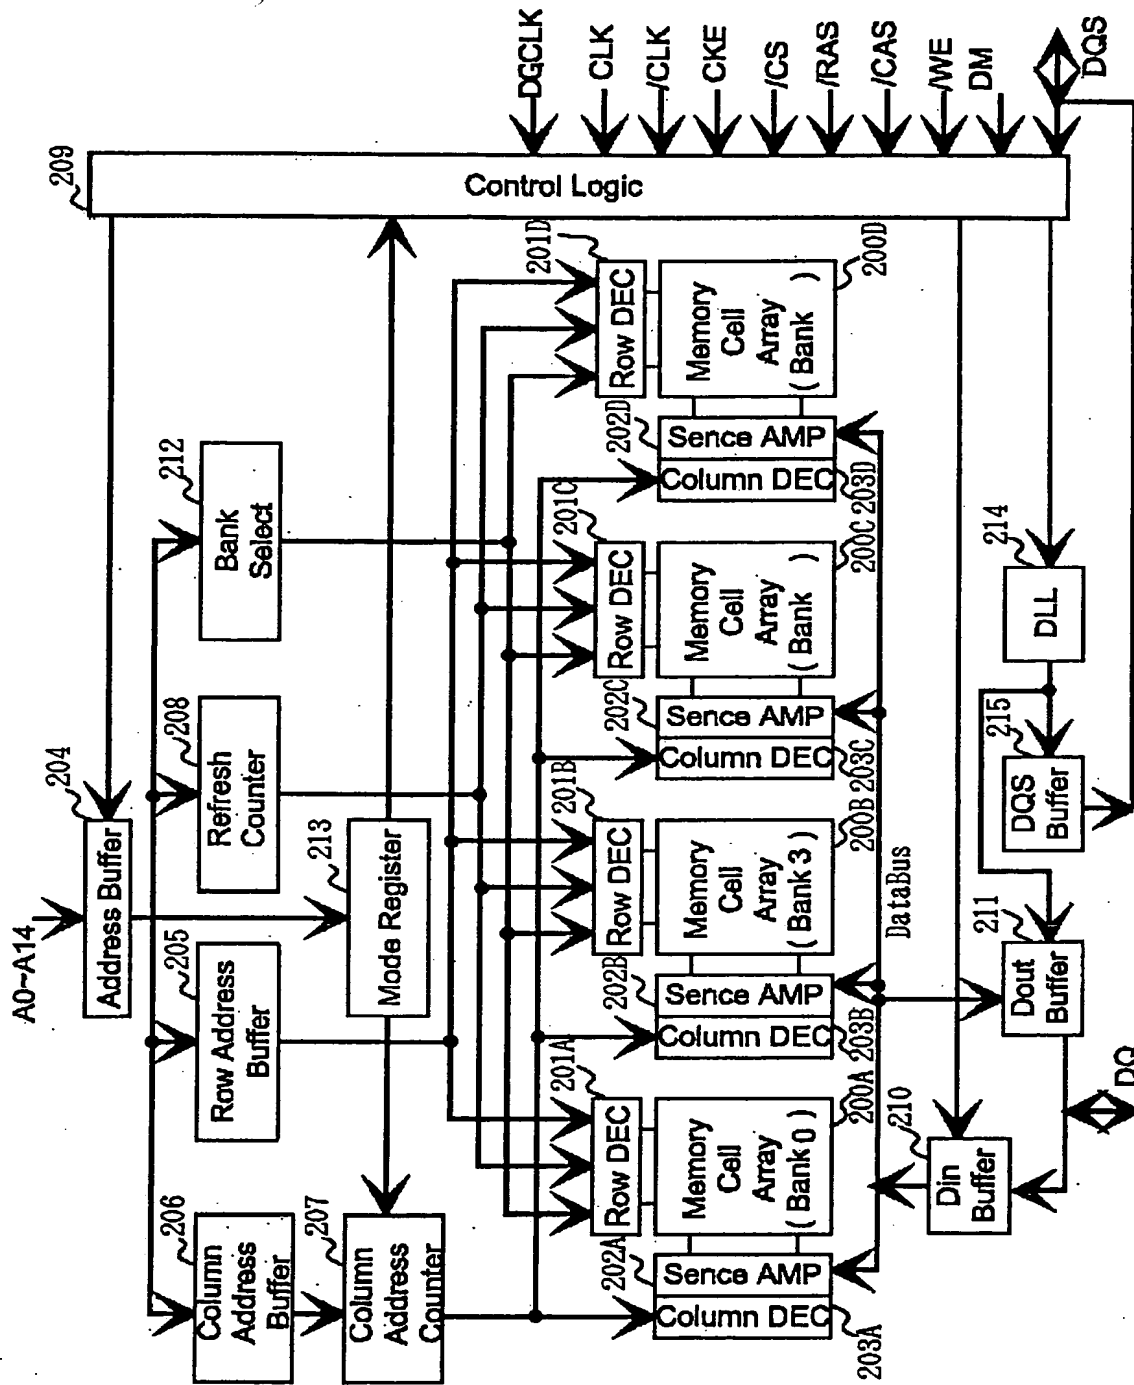 A0~A14
204
Address Buffer
206
Column
Address
Buffer
205
Row Address
Buffer
208
Refresh
Counter
212
Bank
Select
207
Column
Address
Counter
213
Mode Register
209
Control Logic
DGCLK
CLK
/CLK
CKE
/CS
/RAS
/CAS
/WE
DM
DQS
201A
Row DEC
201B
Row DEC
201C
Row DEC
201D
Row DEC
202A
Sence AMP
Column DEC
203A
Memory
Cell
Array
( Bank 0 )
200A
202B
Sence AMP
Column DEC
203B
Memory
Cell
Array
( Bank 3 )
200B
202C
Sence AMP
Column DEC
203C
Memory
Cell
Array
( Bank )
200C
202D
Sence AMP
Column DEC
203D
Memory
Cell
Array
( Bank )
200D
DataBus
210
Din
Buffer
211
Dout
Buffer
215
DQS
Buffer
214
DLL
DQ